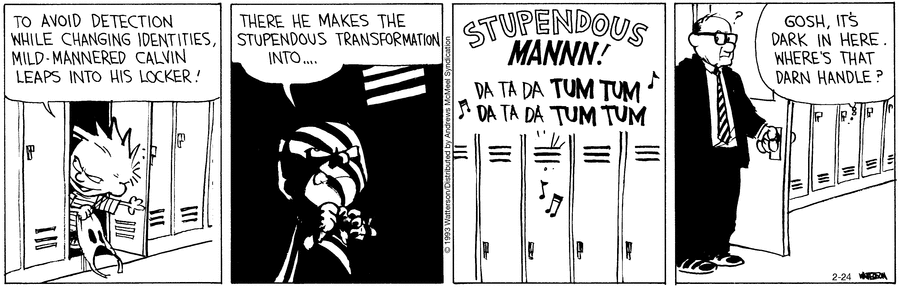 TO AVOID DETECTION
WHILE CHANGING IDENTITIES,
MILD-MANNERED CALVIN
LEAPS INTO HIS LOCKER!
THERE HE MAKES THE
STUPENDOUS TRANSFORMATION
INTO....
© 1993 Watterson/Distributed by Andrews McMeel Syndication
STUPENDOUS
MANNN!
DA TA DA TUM TUM
DA TA DA TUM TUM
?
GOSH, IT'S
DARK IN HERE.
WHERE'S THAT
DARN HANDLE?
2-24 WATTERSON